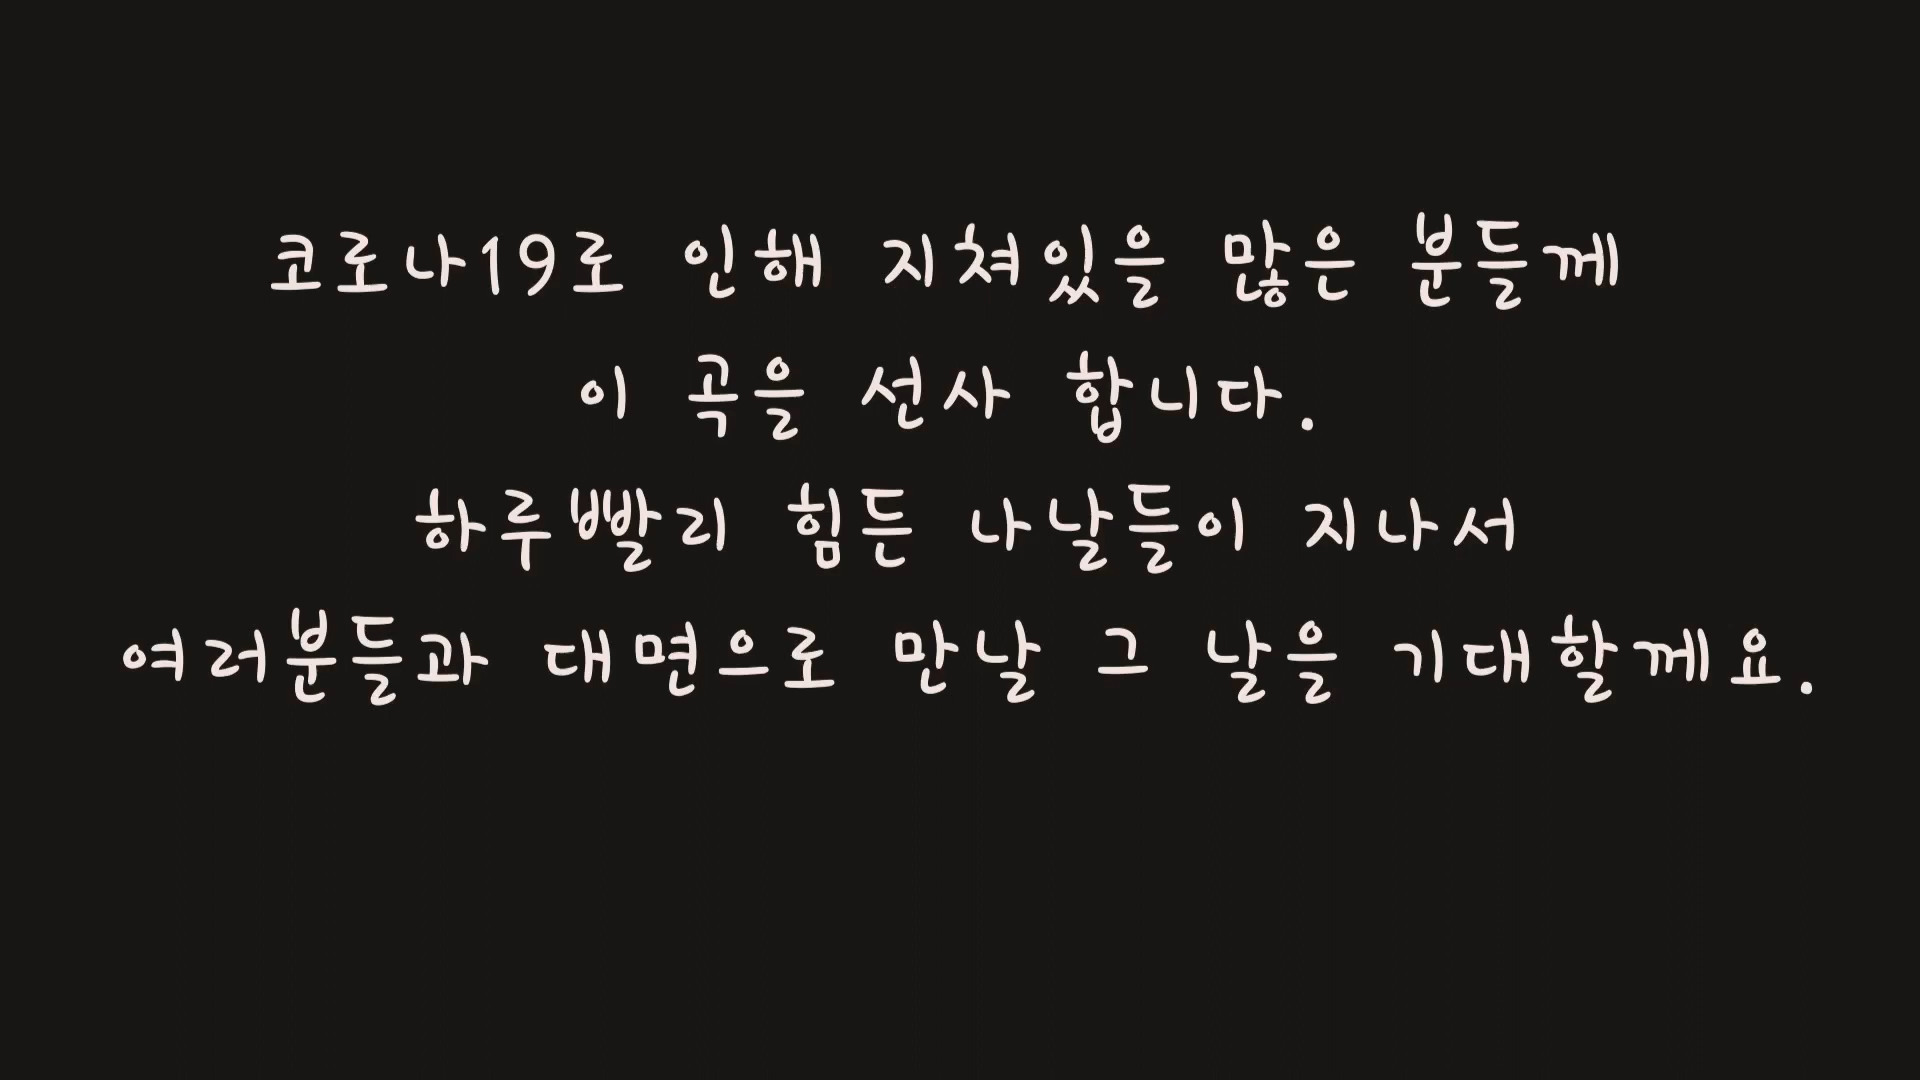 코로나19로 인해 지쳐있을 많은 분들께
이 곡을 선사 합니다.
하루빨리 힘든 나날들이 지나서
여러분들과 대면으로 만날 그 날을 기대할께요.